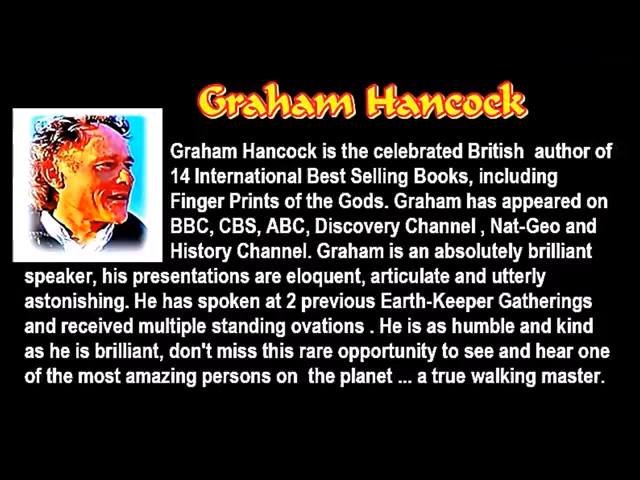 Graham Hancock
Graham Hancock is the celebrated British author of
14 International Best Selling Books, including
Finger Prints of the Gods. Graham has appeared on
BBC, CBS, ABC, Discovery Channel , Nat-Geo and
History Channel. Graham is an absolutely brilliant
speaker, his presentations are eloquent, articulate and utterly
astonishing. He has spoken at 2 previous Earth-Keeper Gatherings
and received multiple standing ovations . He is as humble and kind
as he is brilliant, don't miss this rare opportunity to see and hear one
of the most amazing persons on the planet ... a true walking master.